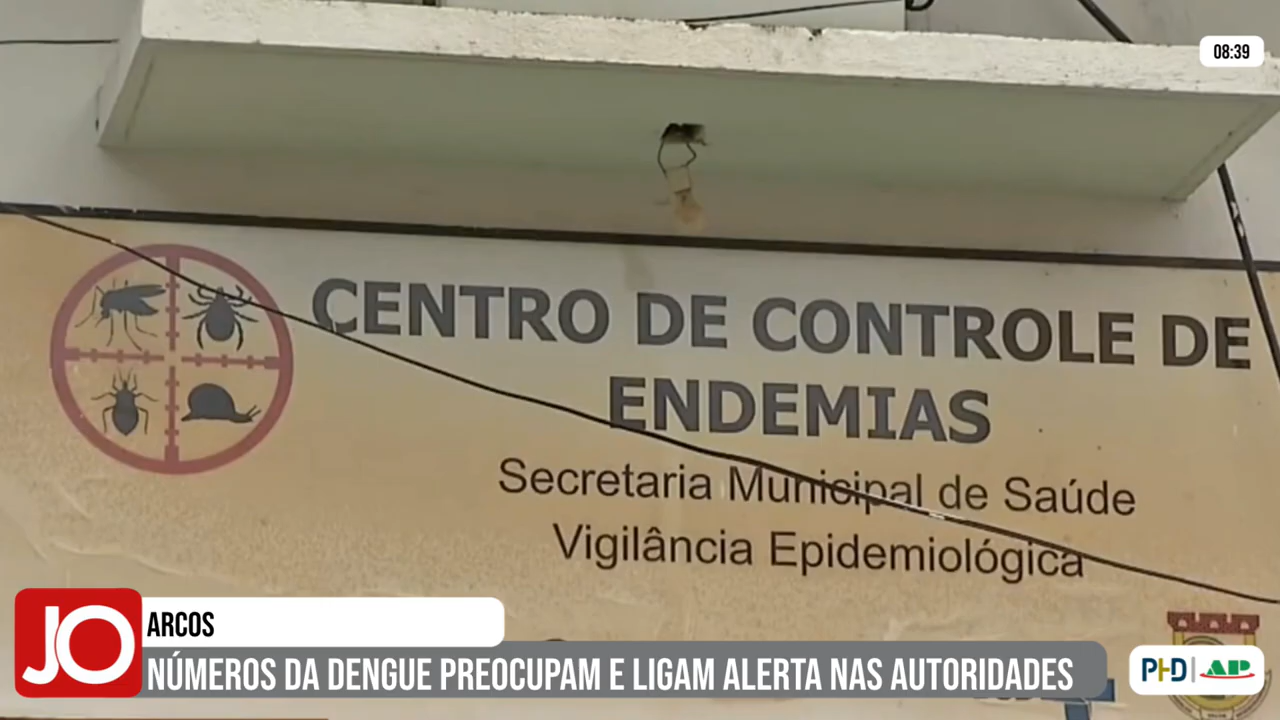 08:39
CENTRO DE CONTROLE DE
ENDEMIAS
Secretaria Municipal de Saúde
Vigilância Epidemiológica
JO
ARCOS
NÚMEROS DA DENGUE PREOCUPAM E LIGAM ALERTA NAS AUTORIDADES
PHD | AP